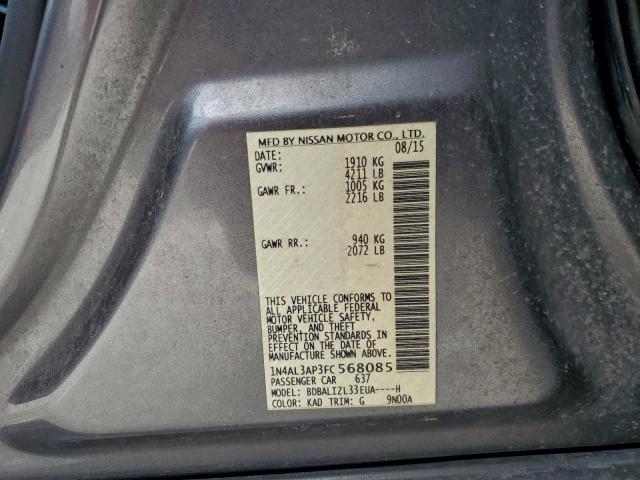 MFD BY NISSAN MOTOR CO., LTD.
DATE: 08/15
GVWR: 1910 KG
4211 LB
GAWR FR.: 1005 KG
2216 LB
GAWR RR.: 940 KG
2072 LB
THIS VEHICLE CONFORMS TO
ALL APPLICABLE FEDERAL
MOTOR VEHICLE SAFETY,
BUMPER, AND THEFT
PREVENTION STANDARDS IN
EFFECT ON THE DATE OF
MANUFACTURE SHOWN ABOVE.
1N4AL3AP3FC568085
PASSENGER CAR 637
MODEL: BDBALIZL33EUA----H
COLOR: KAD TRIM: G 9N00A